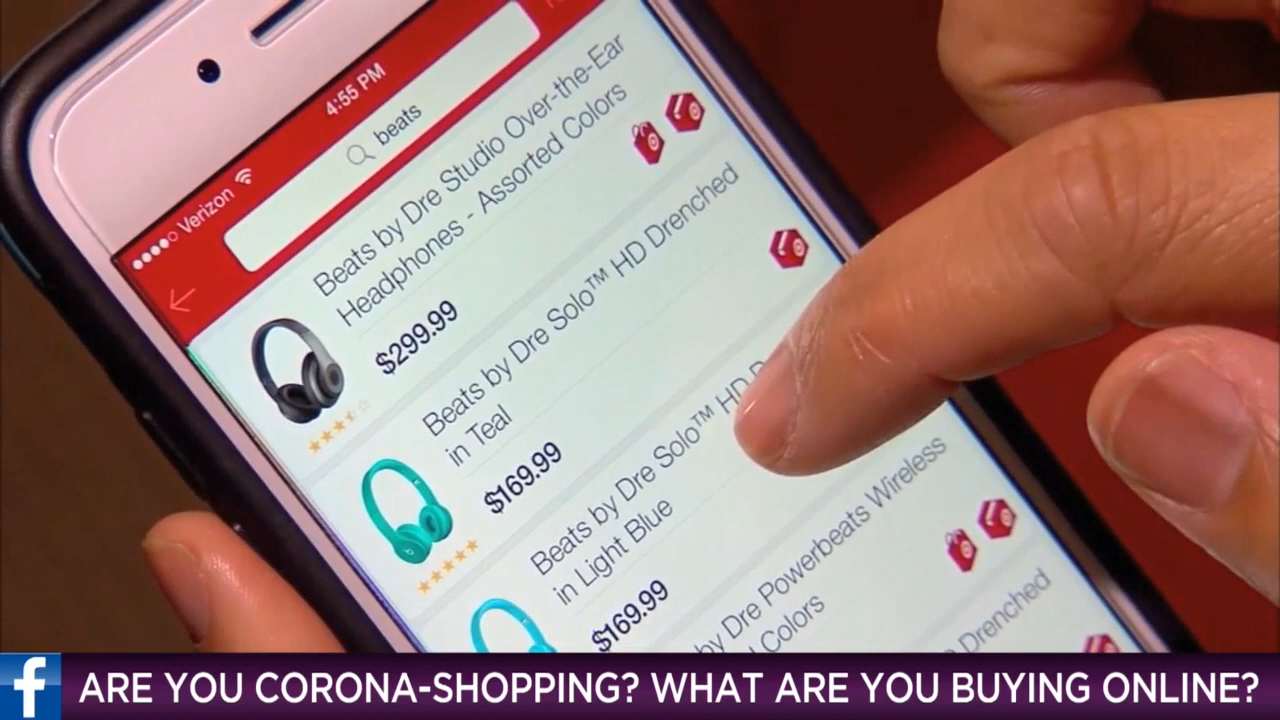 Verizon
4:55 PM
beats
Beats by Dre Studio Over-the-Ear
Headphones - Assorted Colors
$299.99
Beats by Dre Solo™ HD Drenched
in Teal
$169.99
Beats by Dre Solo™ HD
in Light Blue
$169.99
by Dre Powerbeats Wireless
Colors
Drenched
f ARE YOU CORONA-SHOPPING? WHAT ARE YOU BUYING ONLINE?